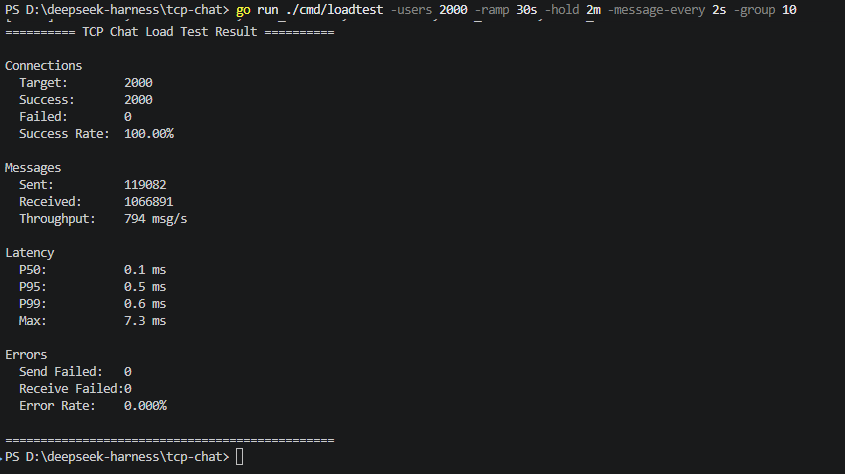 PS D:\deepseek-harness\tcp-chat> go run ./cmd/loadtest -users 2000 -ramp 30s -hold 2m -message-every 2s -group 10
========== TCP Chat Load Test Result ==========
Connections
Target: 2000
Success: 2000
Failed: 0
Success Rate: 100.00%
Messages
Sent: 119082
Received: 1066891
Throughput: 794 msg/s
Latency
P50: 0.1 ms
P95: 0.5 ms
P99: 0.6 ms
Max: 7.3 ms
Errors
Send Failed: 0
Receive Failed:0
Error Rate: 0.000%
===============================================
PS D:\deepseek-harness\tcp-chat>